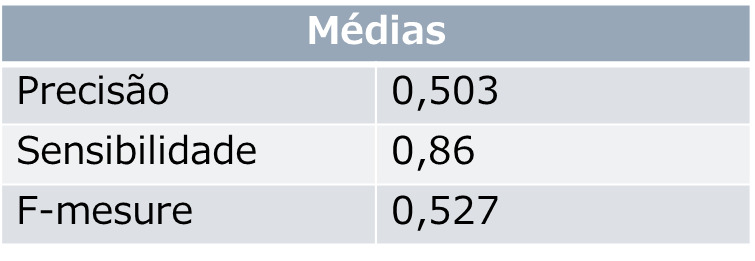 Médias
Precisão 0,503
Sensibilidade 0,86
F-mesure 0,527